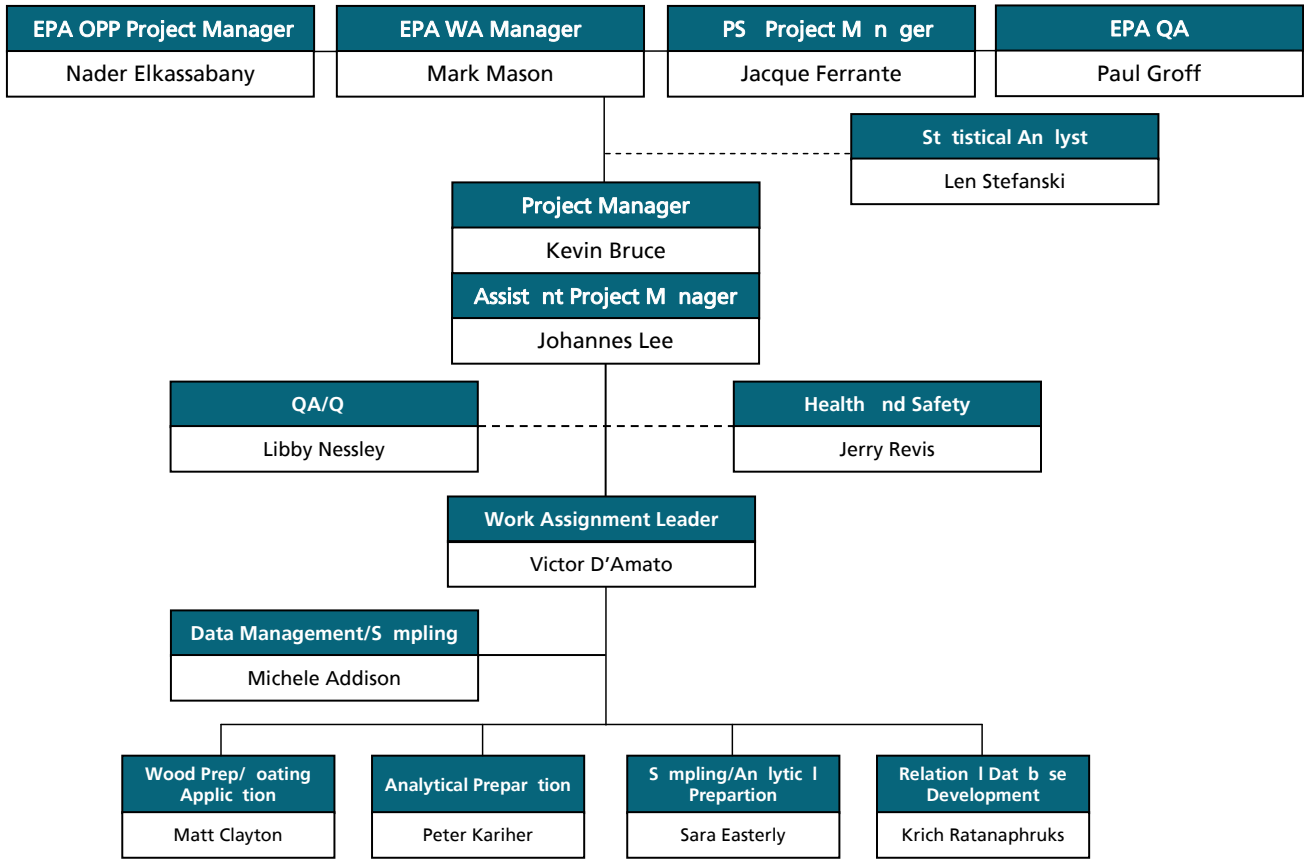 EPA OPP Project Manager
Nader Elkassabany
EPA WA Manager
Mark Mason
PS Project M n ger
Jacque Ferrante
EPA QA
Paul Groff
St tistical An lyst
Len Stefanski
Project Manager
Kevin Bruce
Assist nt Project M nager
Johannes Lee
QA/Q
Libby Nessley
Health nd Safety
Jerry Revis
Work Assignment Leader
Victor D’Amato
Data Management/S mpling
Michele Addison
Wood Prep/ oating
Applic tion
Matt Clayton
Analytical Prepar tion
Peter Kariher
S mpling/An lytic l
Prepartion
Sara Easterly
Relation l Dat b se
Development
Krich Ratanaphruks